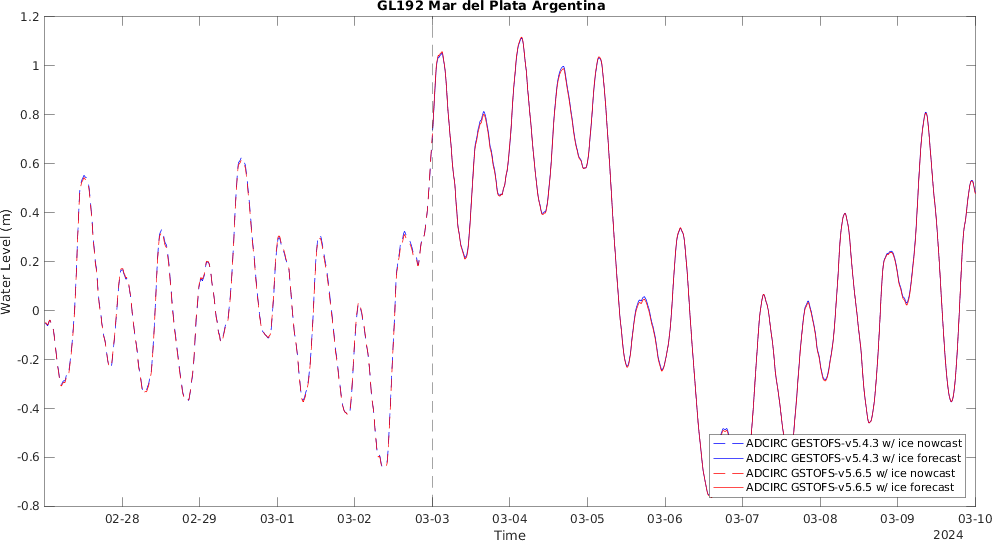 GL192 Mar del Plata Argentina
1.2
1
0.8
0.6
0.4
0.2
0
-0.2
-0.4
-0.6
-0.8
Water Level (m)
ADCIRC GESTOFS-v5.4.3 w/ ice nowcast
ADCIRC GESTOFS-v5.4.3 w/ ice forecast
ADCIRC GSTOFS-v5.6.5 w/ ice nowcast
ADCIRC GSTOFS-v5.6.5 w/ ice forecast
02-28 02-29 03-01 03-02 03-03 03-04 03-05 03-06 03-07 03-08 03-09 03-10
Time
2024